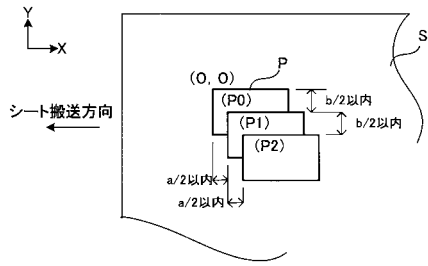 Y
X
S
P
(0, 0)
(P0)
(P1)
(P2)
b/2以内
b/2以内
シート搬送方向
a/2以内
a/2以内